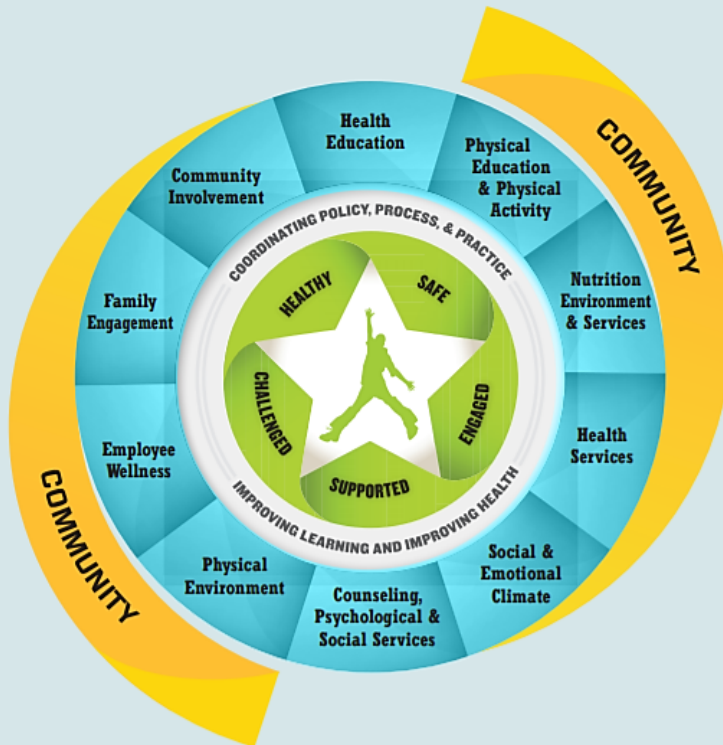 COMMUNITY
Health
Education
Physical
Education
& Physical
Activity
Nutrition
Environment
& Services
Health
Services
Social &
Emotional
Climate
Counseling,
Psychological &
Social Services
Physical
Environment
Employee
Wellness
Family
Engagement
Community
Involvement
COORDINATING POLICY, PROCESS, & PRACTICE
IMPROVING LEARNING AND IMPROVING HEALTH
HEALTHY
SAFE
ENGAGED
SUPPORTED
CHALLENGED
COMMUNITY